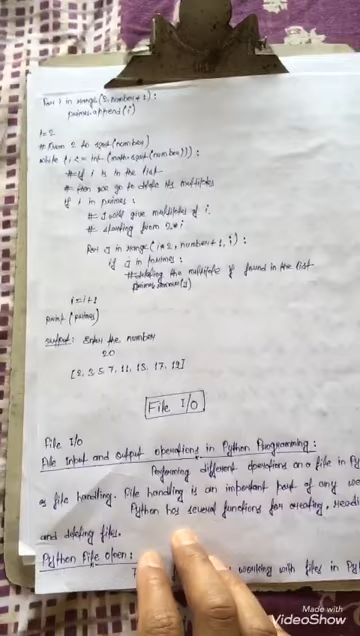 for i in range(2, number+1):
primes.append(i)
i=2
# from 2 to sqrt(number)
while (i <= int (math.sqrt(number))):
# if i is in the list
# then we go to delete its multiples
if i in primes:
# J will give multiples of i,
# starting from 2*i
for J in range(i*2, number+1, i):
if J in primes:
# deleting the multiple if found in the list
primes.remove(J)
i=i+1
print (primes)
output: Enter the number
20
[2, 3, 5, 7, 11, 13, 17, 19]
File I/O
File I/O
File Input and output operations in Python Programming:
Performing different operations on a file in Py
as file handling. File handling is an important part of any we
Python has several functions for creating, readi
and deleting files.
Python File open:
working with files in Pyt
Made with
VideoShow